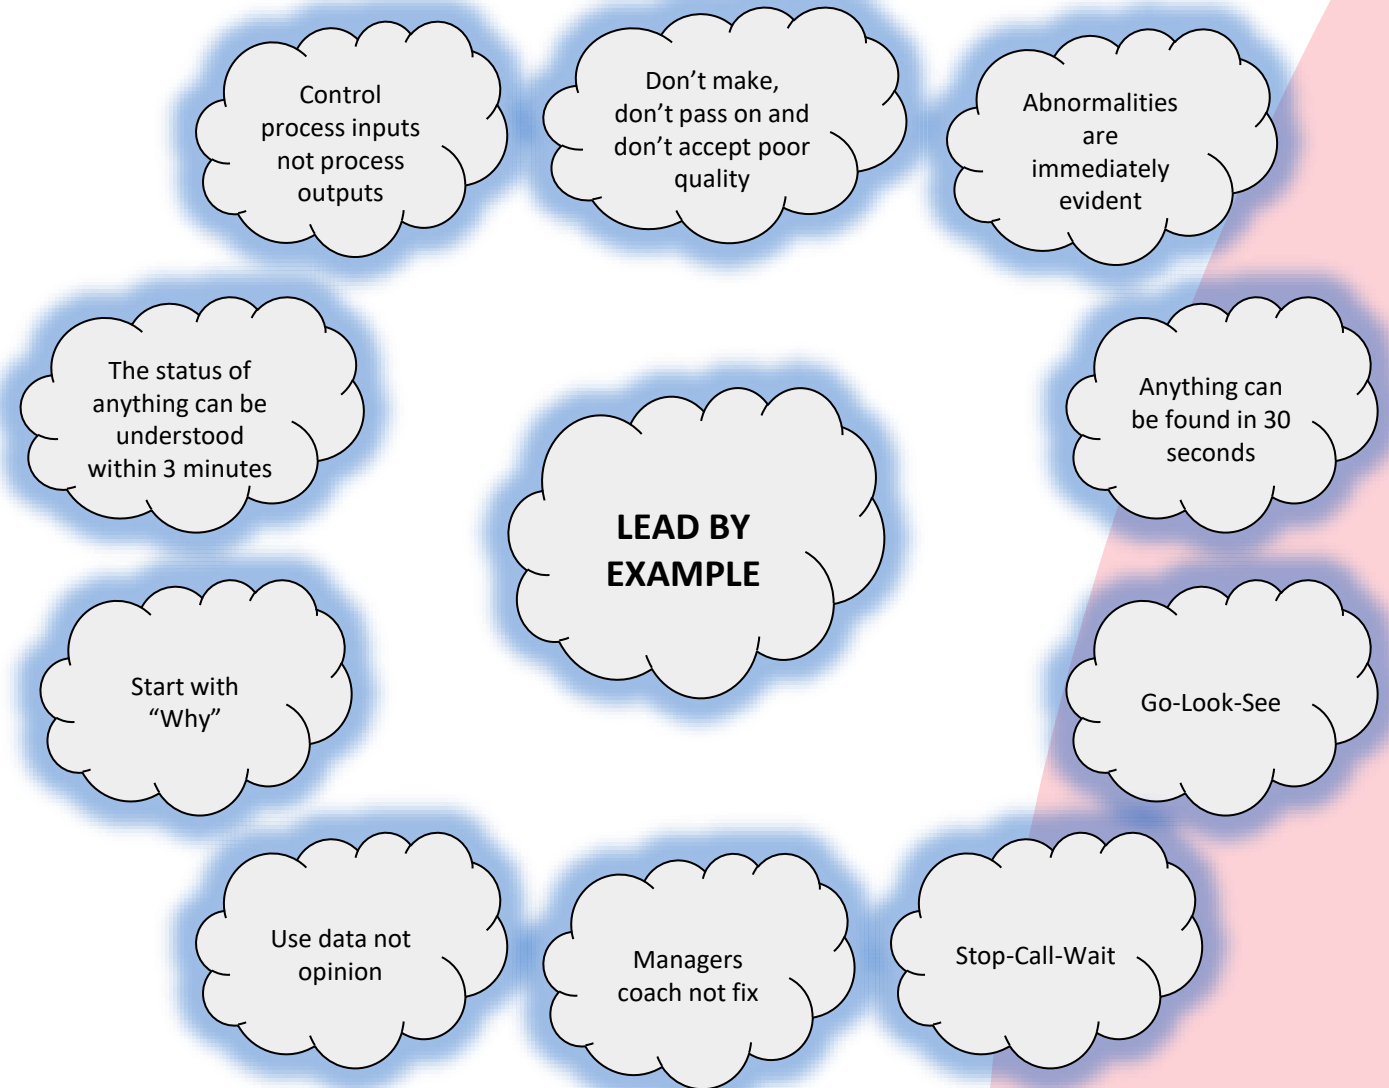 Control
process inputs
not process
outputs
Don’t make,
don’t pass on and
don’t accept poor
quality
Abnormalities
are
immediately
evident
The status of
anything can be
understood
within 3 minutes
Anything can
be found in 30
seconds
LEAD BY
EXAMPLE
Start with
“Why”
Go-Look-See
Use data not
opinion
Managers
coach not fix
Stop-Call-Wait